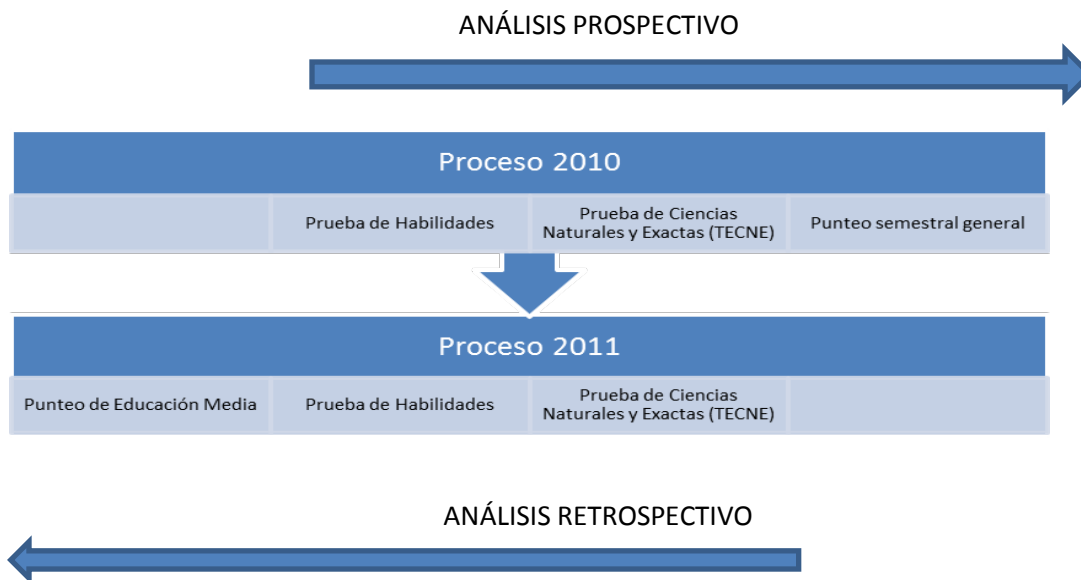 ANÁLISIS PROSPECTIVO
Proceso 2010
Prueba de Habilidades
Prueba de Ciencias
Naturales y Exactas (TECNE)
Punteo semestral general
Proceso 2011
Punteo de Educación Media
Prueba de Habilidades
Prueba de Ciencias
Naturales y Exactas (TECNE)
ANÁLISIS RETROSPECTIVO